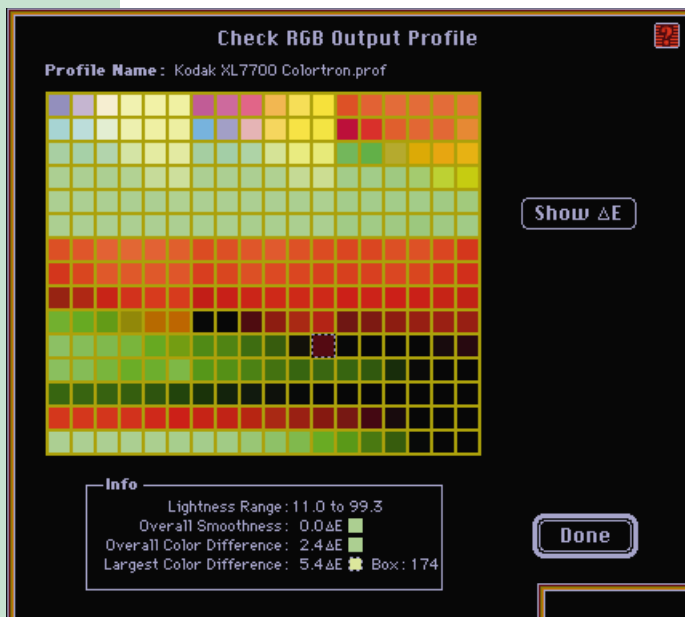 Check RGB Output Profile
?
Profile Name: Kodak XL7700 Colortron.prof
Show ΔE
Info
Lightness Range: 11.0 to 99.3
Overall Smoothness: 0.0ΔE
Overall Color Difference: 2.4ΔE
Largest Color Difference: 5.4ΔE Box: 174
Done